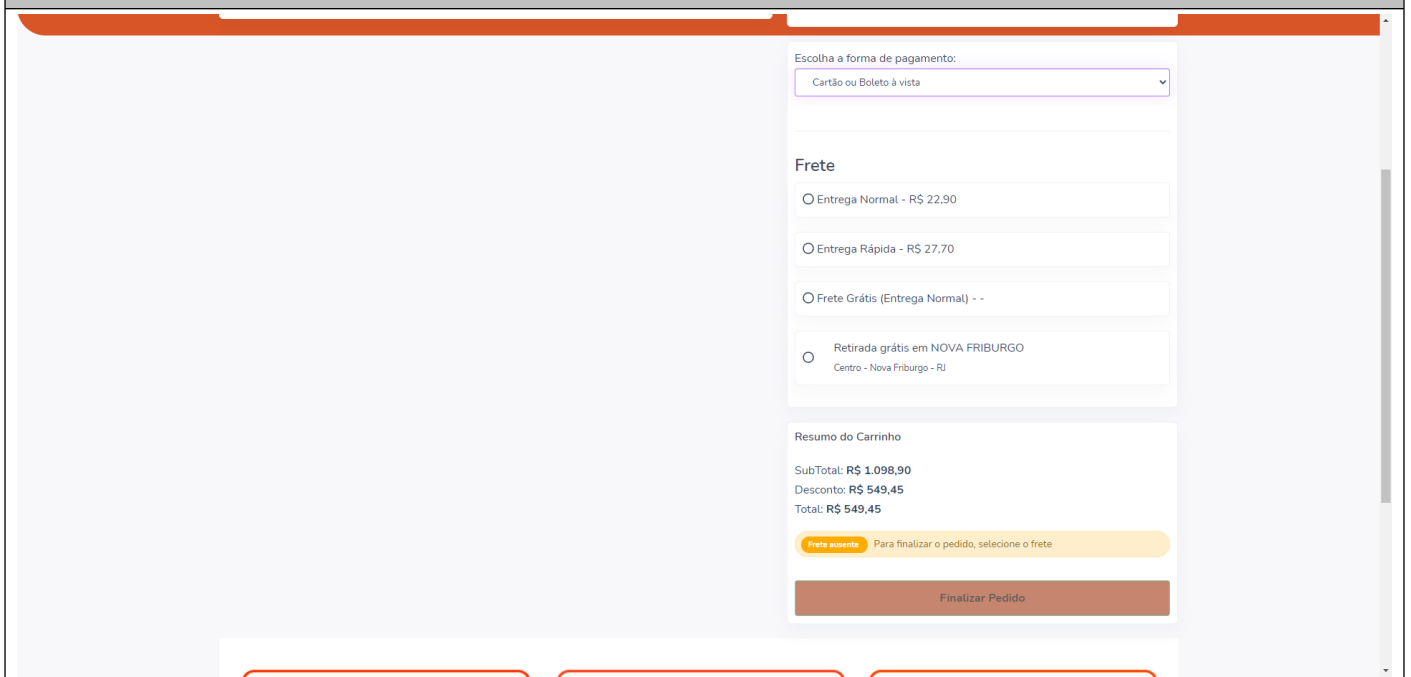 Escolha a forma de pagamento:
Cartão ou Boleto à vista
Frete
Entrega Normal - R$ 22,90
Entrega Rápida - R$ 27,70
Frete Grátis (Entrega Normal) - -
Retirada grátis em NOVA FRIBURGO
Centro - Nova Friburgo - RJ
Resumo do Carrinho
SubTotal: R$ 1.098,90
Desconto: R$ 549,45
Total: R$ 549,45
Frete ausente Para finalizar o pedido, selecione o frete
Finalizar Pedido